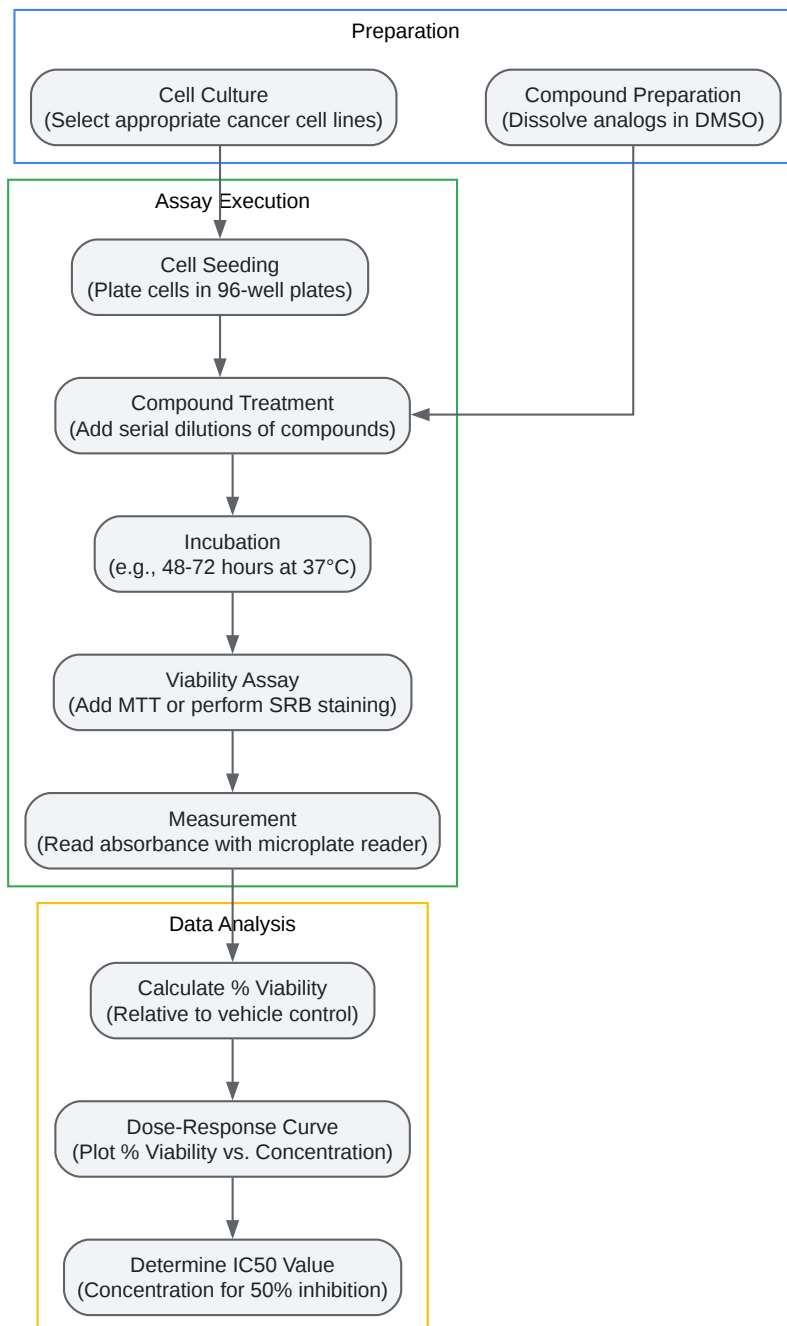 Preparation
Cell Culture
(Select appropriate cancer cell lines)
Compound Preparation
(Dissolve analogs in DMSO)
Assay Execution
Cell Seeding
(Plate cells in 96-well plates)
Compound Treatment
(Add serial dilutions of compounds)
Incubation
(e.g., 48-72 hours at 37°C)
Viability Assay
(Add MTT or perform SRB staining)
Measurement
(Read absorbance with microplate reader)
Data Analysis
Calculate % Viability
(Relative to vehicle control)
Dose-Response Curve
(Plot % Viability vs. Concentration)
Determine IC50 Value
(Concentration for 50% inhibition)